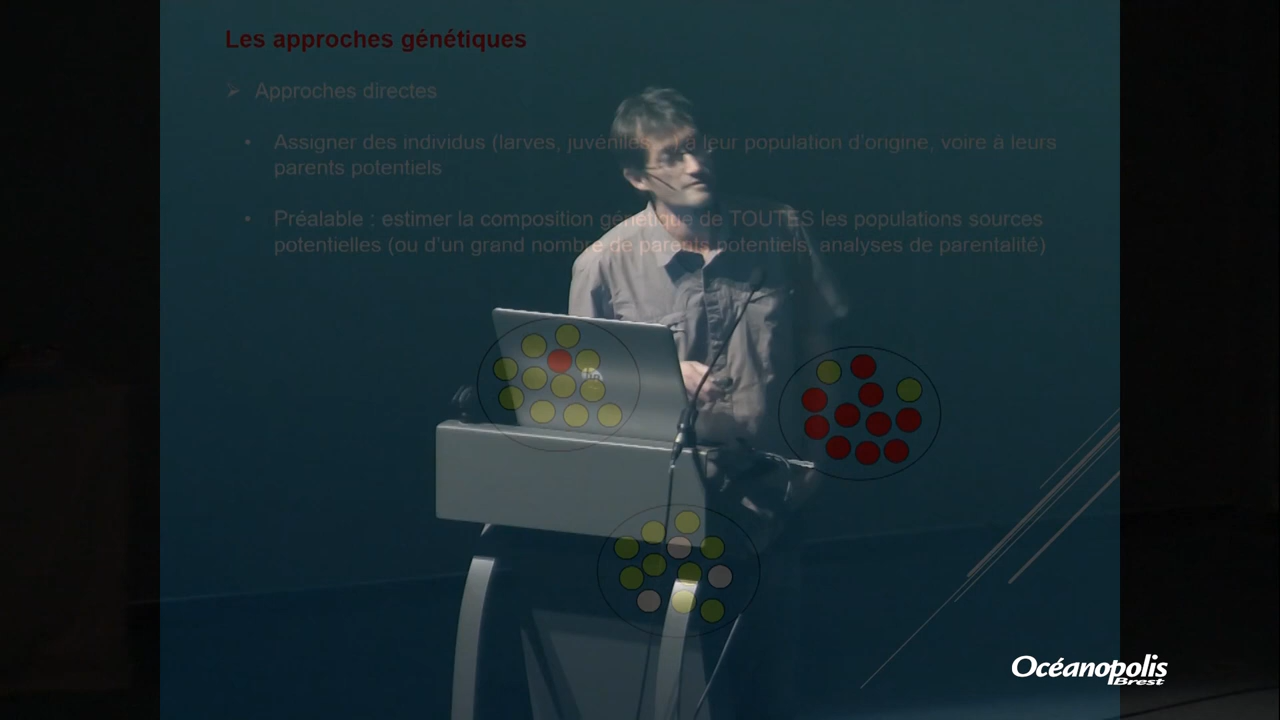 Les approches génétiques
Approches directes
Assigner des individus (larves, juvéniles à leur population d'origine, voire à leurs
parents potentiels
Préalable : estimer la composition génétique de TOUTES les populations sources
potentielles (ou d'un grand nombre de parents potentiels, analyses de parentalité)
Océanopolis
Brest